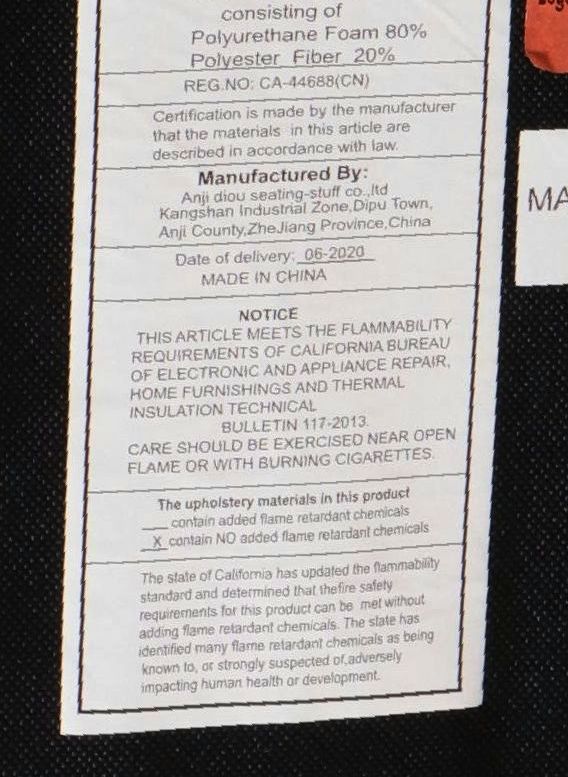 consisting of
Polyurethane Foam 80%
Polyester Fiber 20%
REG.NO: CA-44688(CN)
Certification is made by the manufacturer
that the materials in this article are
described in accordance with law.
Manufactured By:
Anji diou seating-stuff co.,ltd
Kangshan Industrial Zone,Dipu Town,
Anji County,ZheJiang Province,China
Date of delivery: 06-2020
MADE IN CHINA
NOTICE
THIS ARTICLE MEETS THE FLAMMABILITY
REQUIREMENTS OF CALIFORNIA BUREAU
OF ELECTRONIC AND APPLIANCE REPAIR,
HOME FURNISHINGS AND THERMAL
INSULATION TECHNICAL
BULLETIN 117-2013.
CARE SHOULD BE EXERCISED NEAR OPEN
FLAME OR WITH BURNING CIGARETTES.
The upholstery materials in this product
___ contain added flame retardant chemicals
_X_ contain NO added flame retardant chemicals
The state of California has updated the flammability
standard and determined that thefire safety
requirements for this product can be met without
adding flame retardant chemicals. The state has
identified many flame retardant chemicals as being
known to, or strongly suspected of,adversely
impacting human health or development.
MA